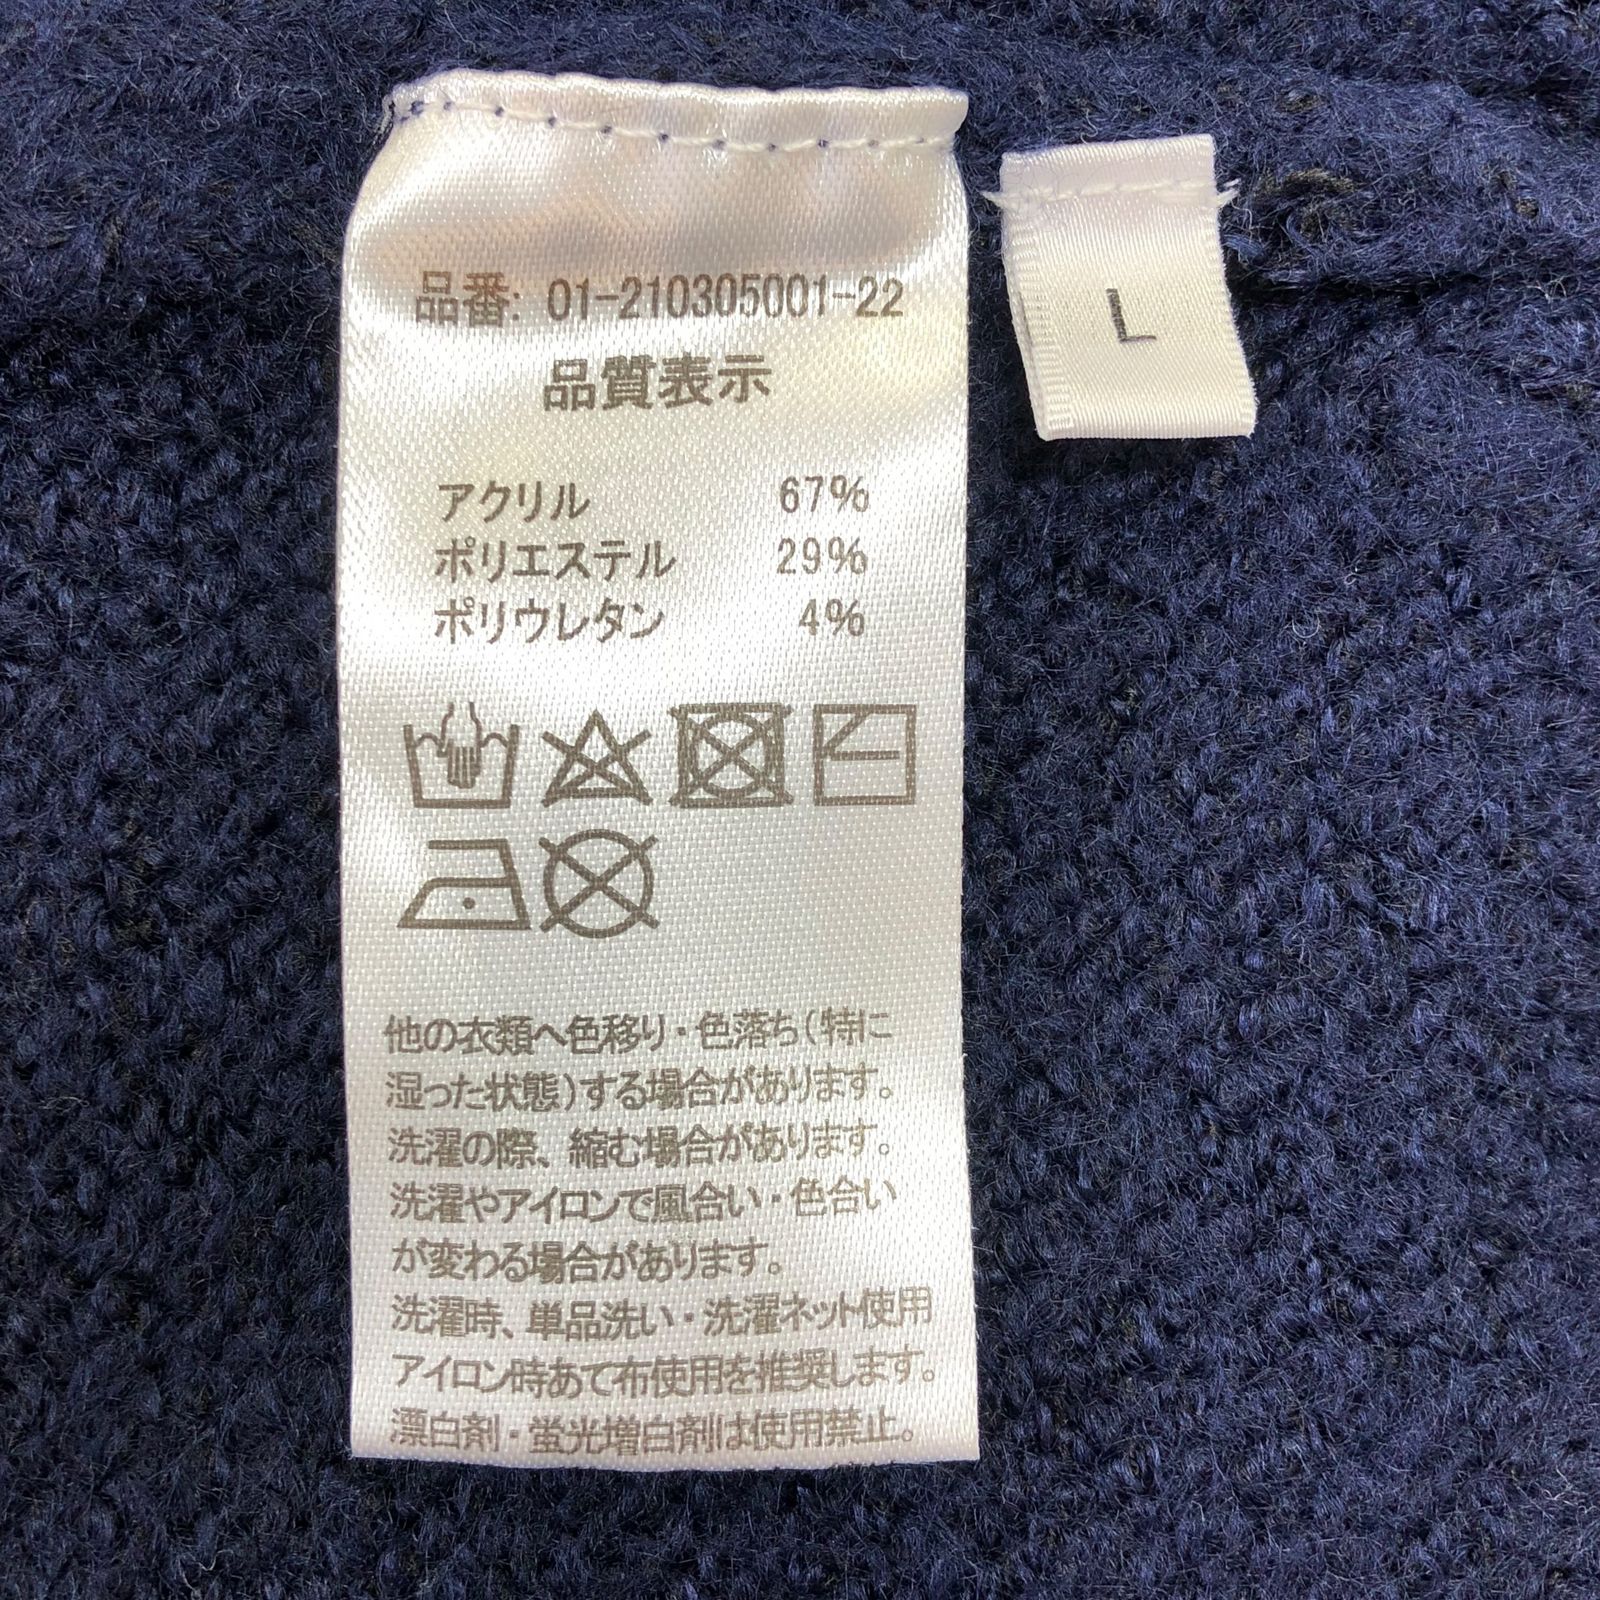 品番: 01-210305001-22
L
品質表示
アクリル 67%
ポリエステル 29%
ポリウレタン 4%
他の衣類へ色移り・色落ち(特に
湿った状態)する場合があります。
洗濯の際、縮む場合があります。
洗濯やアイロンで風合い・色合い
が変わる場合があります。
洗濯時、単品洗い・洗濯ネット使用
アイロン時あて布使用を推奨します。
漂白剤・蛍光増白剤は使用禁止。